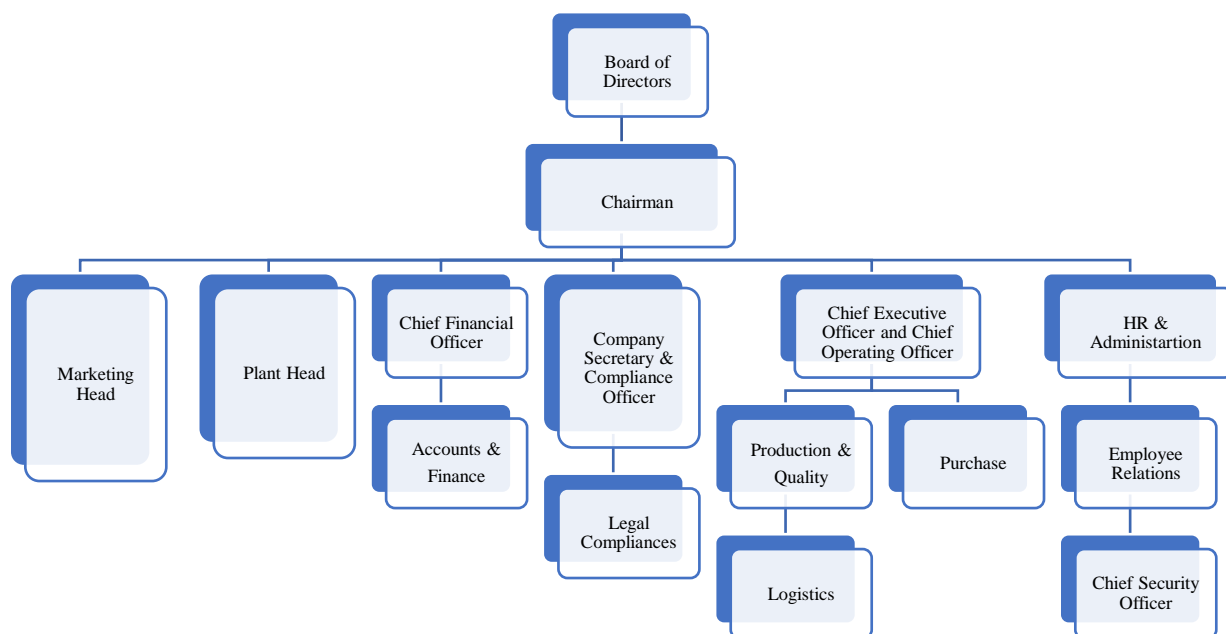 Board of
Directors
Chairman
Marketing
Head
Plant Head
Chief Financial
Officer
Company
Secretary &
Compliance
Officer
Chief Executive
Officer and Chief
Operating Officer
HR &
Administartion
Accounts &
Finance
Legal
Compliances
Production &
Quality
Purchase
Employee
Relations
Logistics
Chief Security
Officer